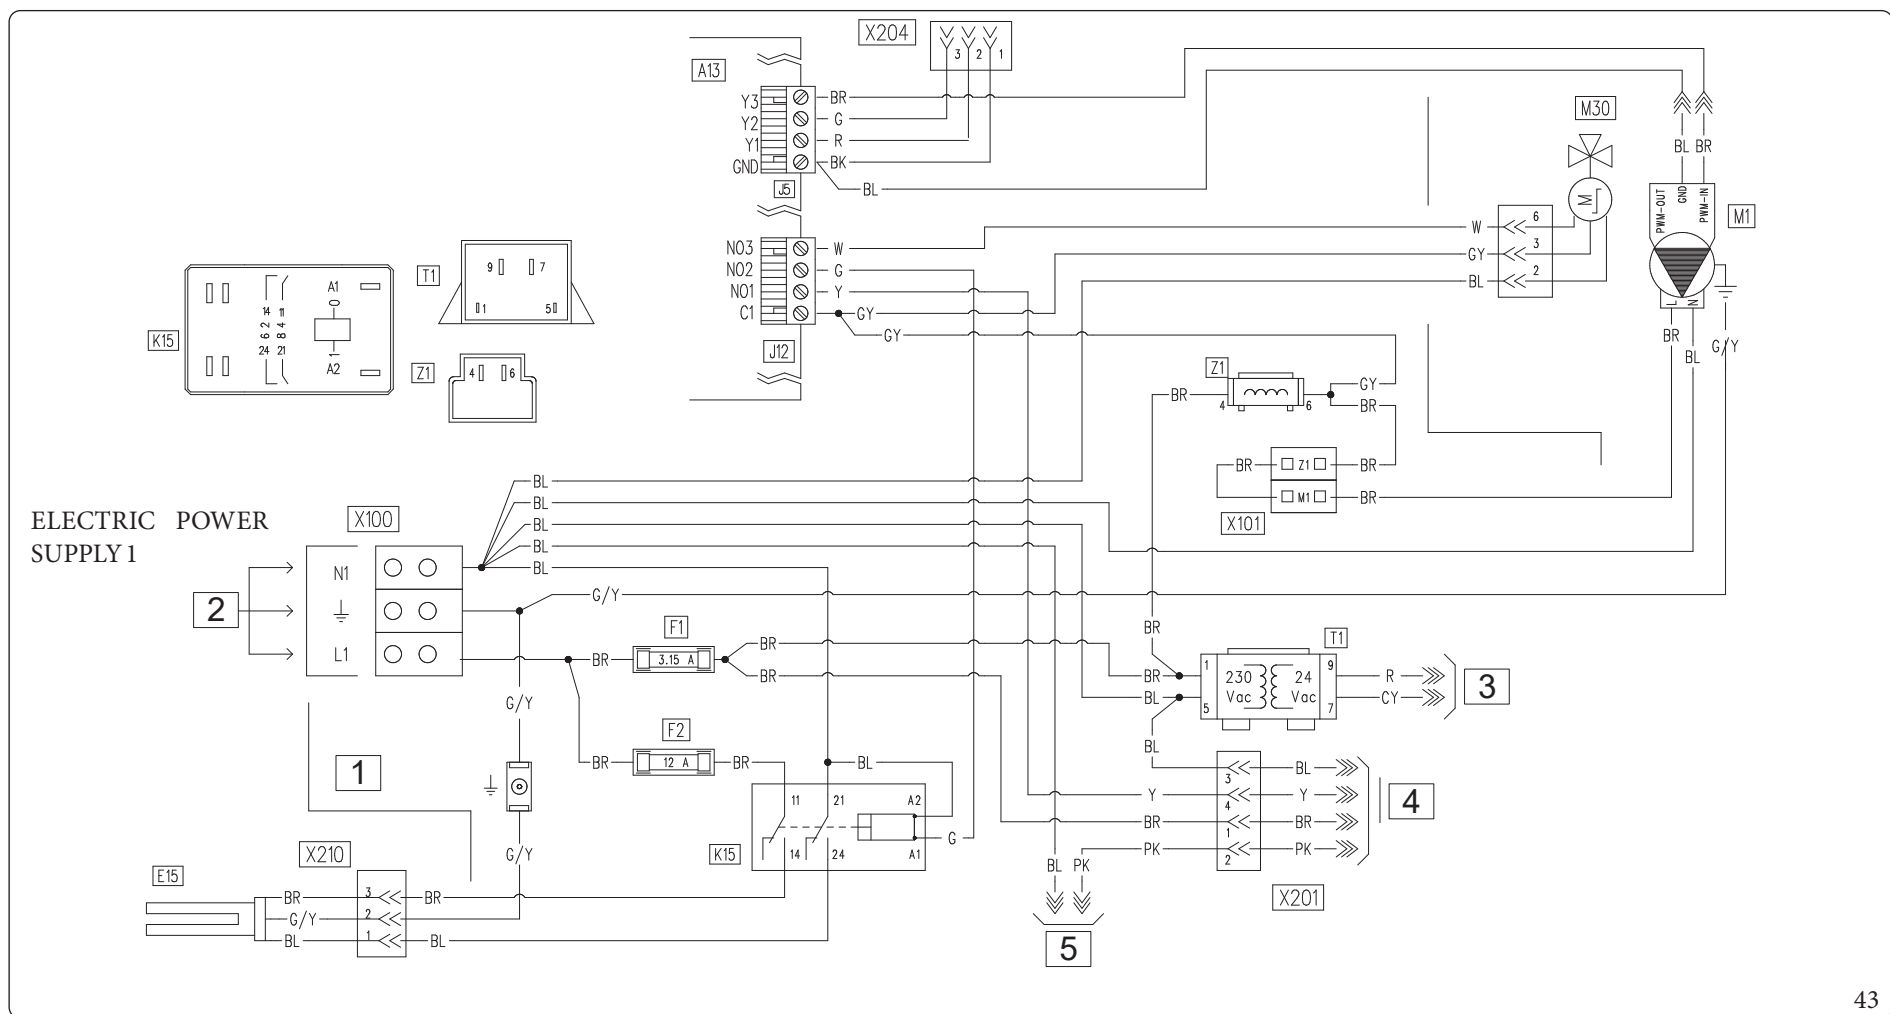 X204
3 2 1
A13
Y3 BR
Y2 G
Y1 R
GND BK
BL
J5
M30
BL BR
PWM-OUT
GND
PWM-IN
M1
L N
BR
BL
G/Y
NO3 W
NO2 G
NO1 Y
C1 GY
GY
J12
W 6
GY 3
BL 2
T1
9 7
1 5
K15
14 11
6 2 8 4
24 21
A1
0
1
A2
Z1
4 6
Z1
BR 4 6 GY
BR
BR Z1 BR
M1 BR
X101
ELECTRIC POWER
SUPPLY 1
X100
N1
L1
2
BL
BL
BL
BL
BL
G/Y
F1
BR 3.15 A BR
BR
G/Y
F2
BR 12 A BR
BL
1
BR
T1
BR 1 230 24 9 R
BL 5 Vac Vac 7 CY
3
BL
3 BL
Y 4 Y
BR 1 BR
PK 2 PK
4
X201
11 21 A2
14 24 A1
G
K15
G/Y
X210
E15
BR 3 BR
G/Y 2
BL 1 BL
BL PK
5
43